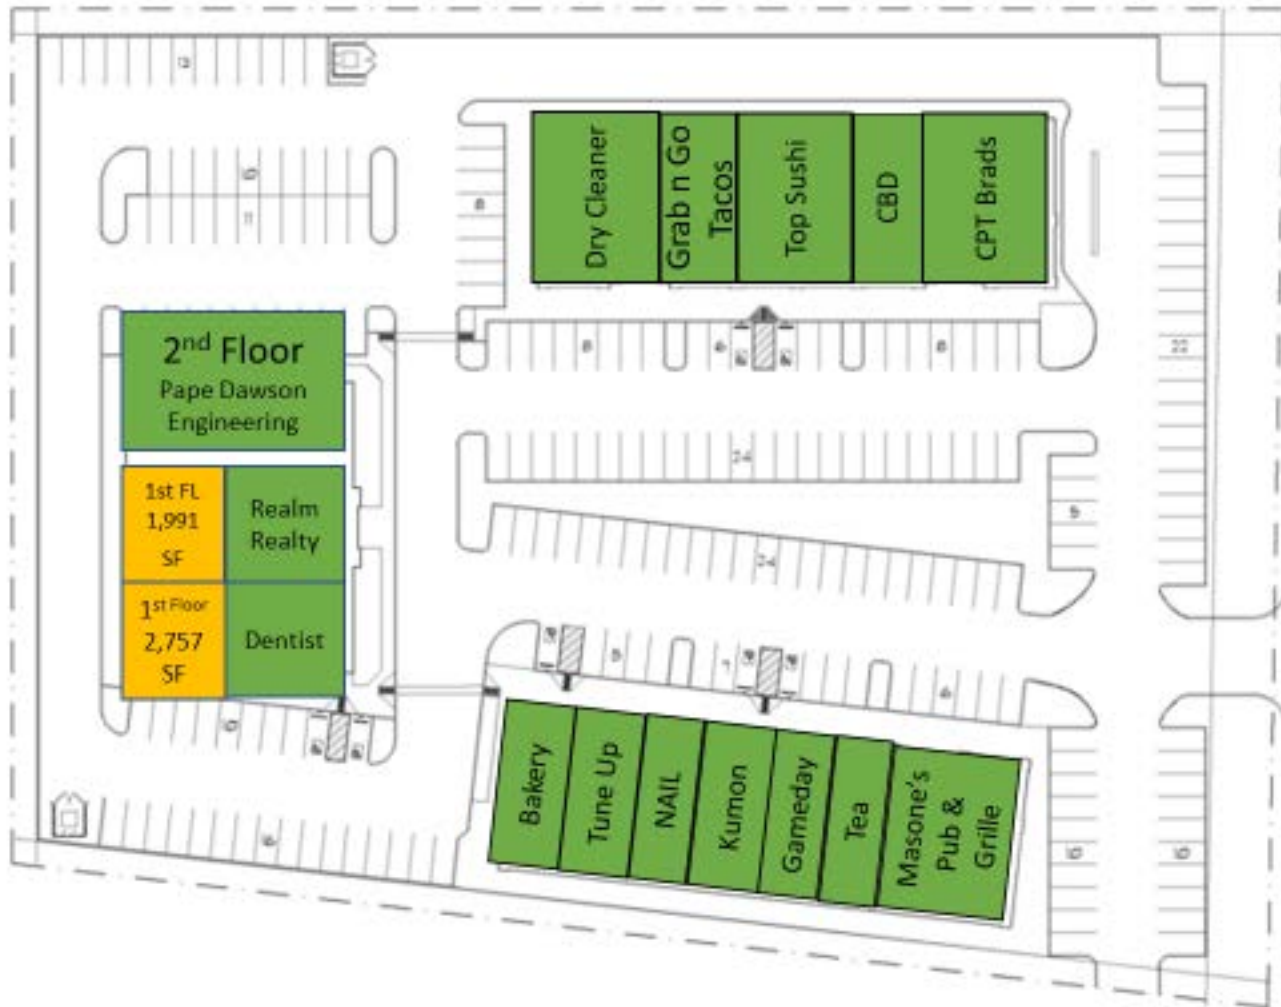 Dry Cleaner
Grab n Go
Tacos
Top Sushi
CBD
CPT Brads
2nd Floor
Pape Dawson
Engineering
1st FL
1,991
SF
Realm
Realty
1st Floor
2,757
SF
Dentist
Bakery
Tune Up
NAIL
Kumon
Gameday
Tea
Masone's
Pub &
Grille